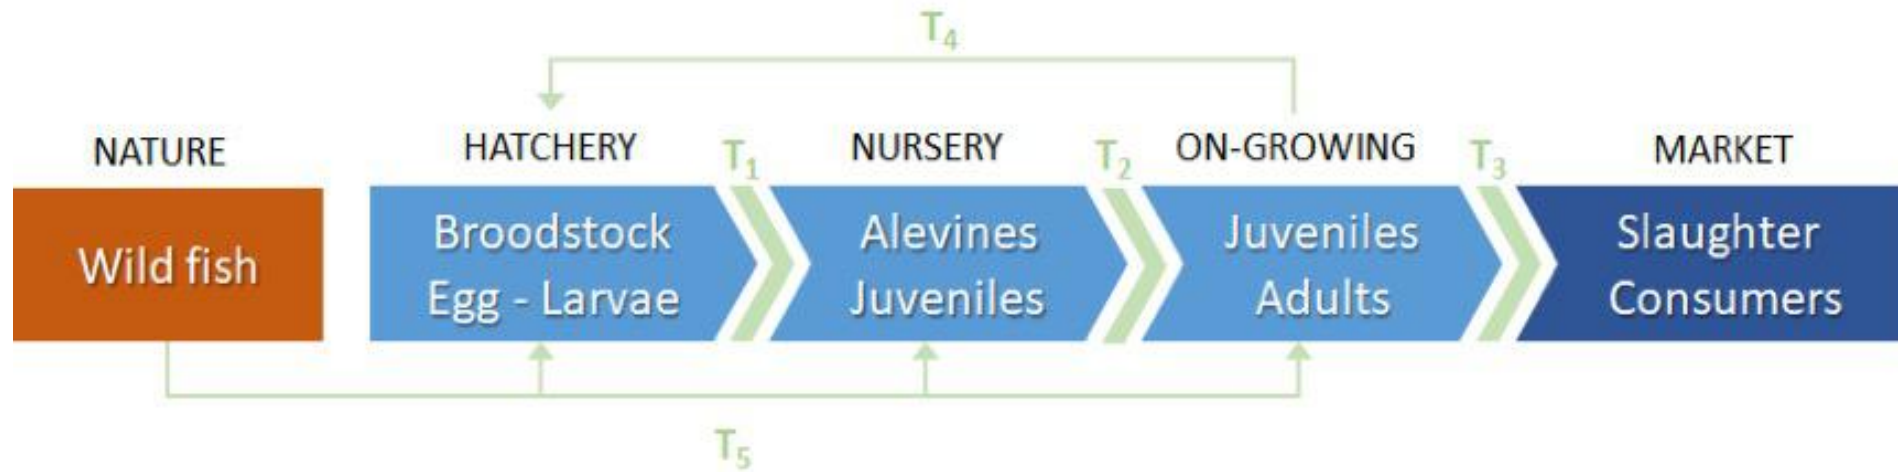 T4
NATURE
HATCHERY
T1
NURSERY
T2
ON-GROWING
T3
MARKET
Wild fish
Broodstock
Egg - Larvae
Alevines
Juveniles
Juveniles
Adults
Slaughter
Consumers
T5